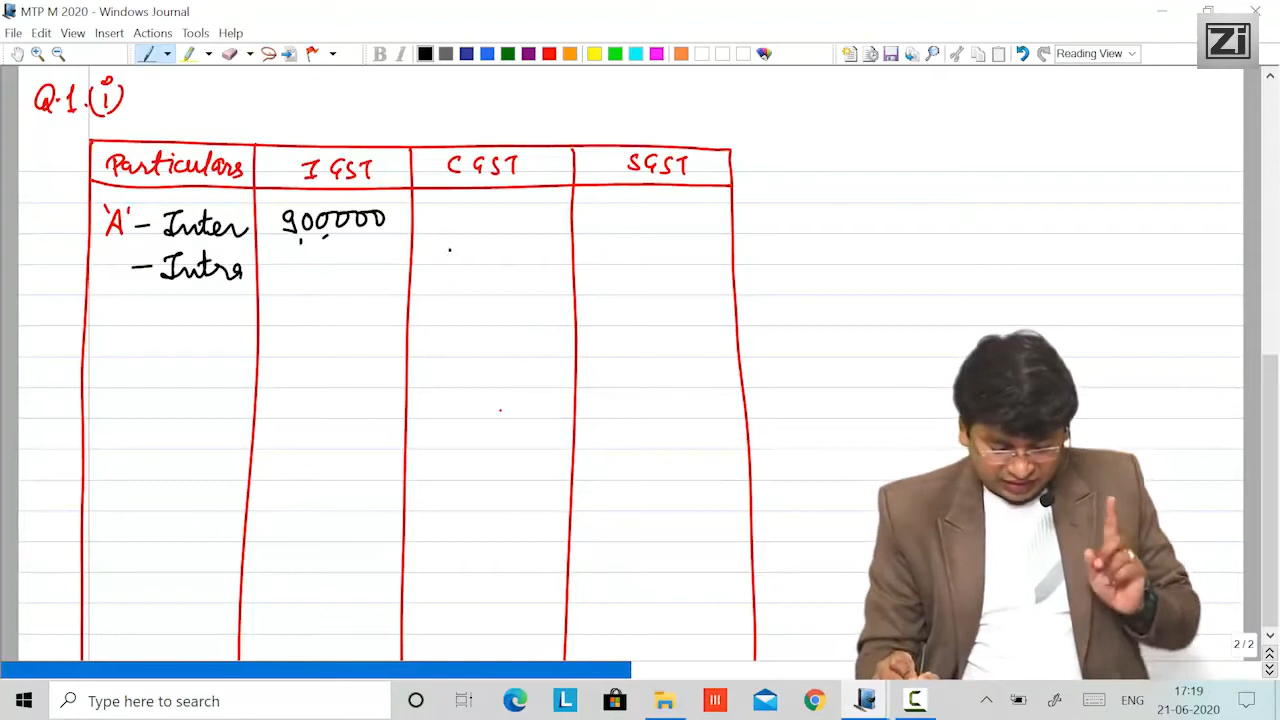 MTP M 2020 - Windows Journal
File Edit View Insert Actions Tools Help
B I Reading View
Zi
Q.1.(i)
Particulars IGST CGST SGST
'A' - Inter 900000
- Intra
2 / 2
Type here to search L ENG 17:19
21-06-2020